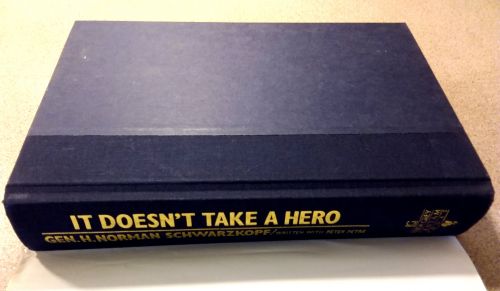 IT DOESN'T TAKE A HERO
GEN. H. NORMAN SCHWARZKOPF/WRITTEN WITH PETER PETRE